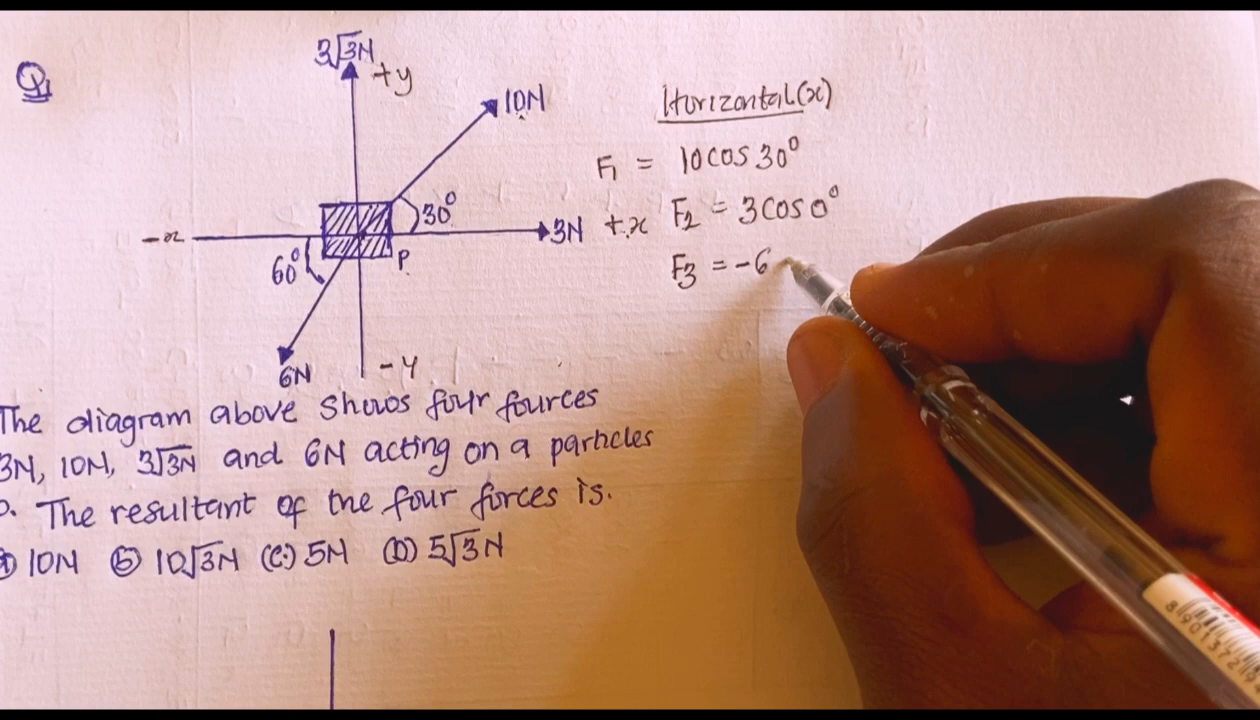 Q1
3√3N
+y
10N
Horizontal(x)
F1 = 10cos30°
30°
-x
3N
+x
F2 = 3cos0°
60°
P
F3 = -6
6N
-Y
The diagram above shows four fources
3N, 10N, 3√3N and 6N acting on a particles
P. The resultant of the four forces is.
10N (b) 10√3N (c.) 5N (D) 5√3N